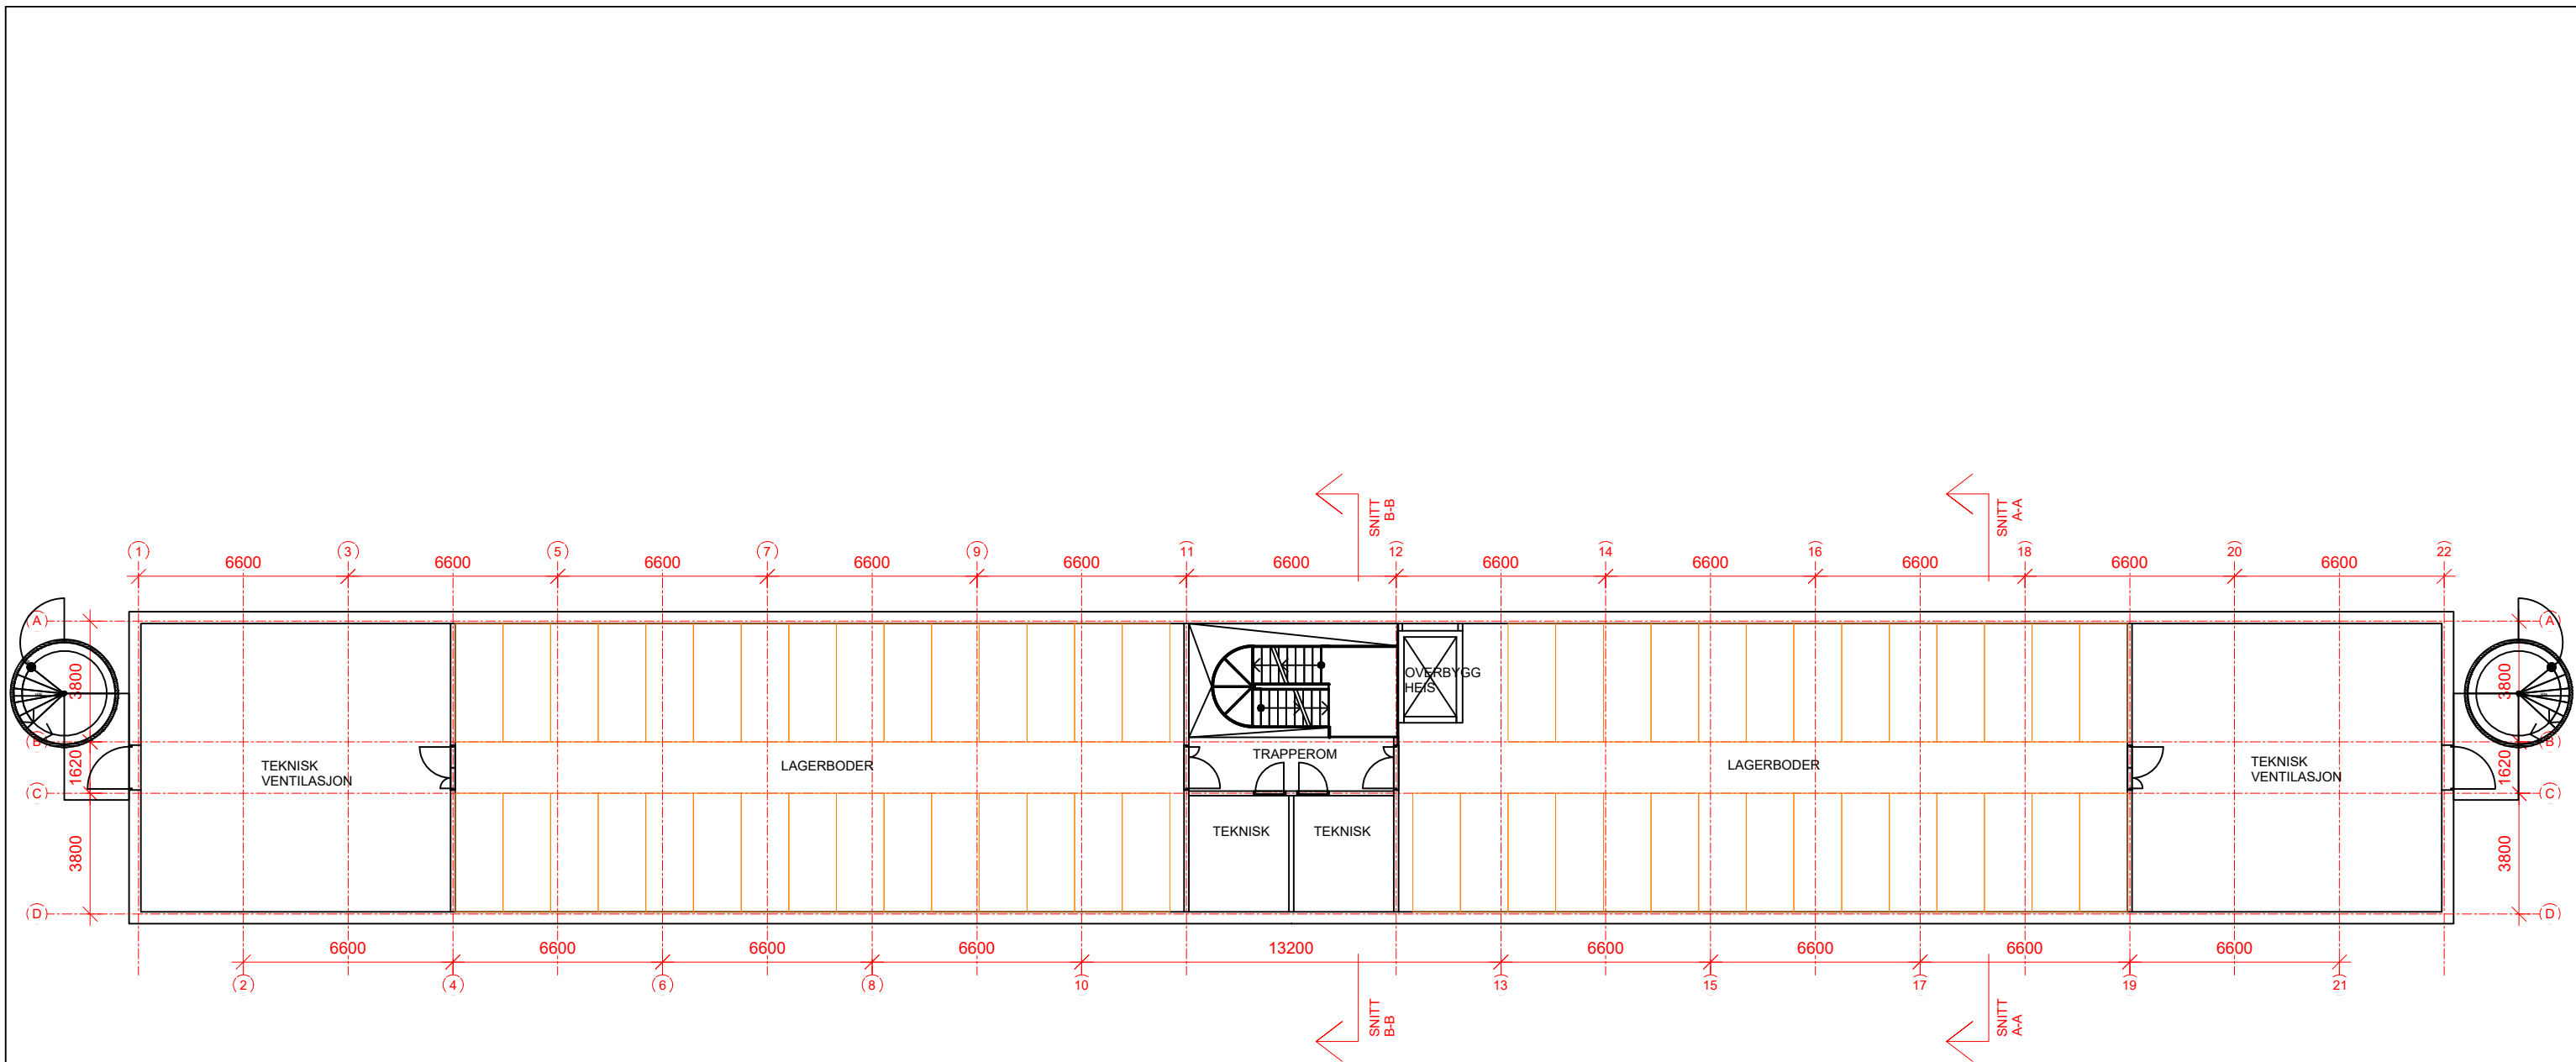 SNITT
B-B
SNITT
A-A
1
3
5
7
9
11
12
14
16
18
20
22
6600
6600
6600
6600
6600
6600
6600
6600
6600
6600
6600
A
A
3800
3800
OVERBYGG
HEIS
B
B
1620
TRAPPEROM
1620
TEKNISK
VENTILASJON
LAGERBODER
LAGERBODER
TEKNISK
VENTILASJON
C
C
3800
TEKNISK
TEKNISK
3800
D
D
6600
6600
6600
6600
13200
6600
6600
6600
6600
2
4
6
8
10
13
15
17
19
21
SNITT
B-B
SNITT
A-A